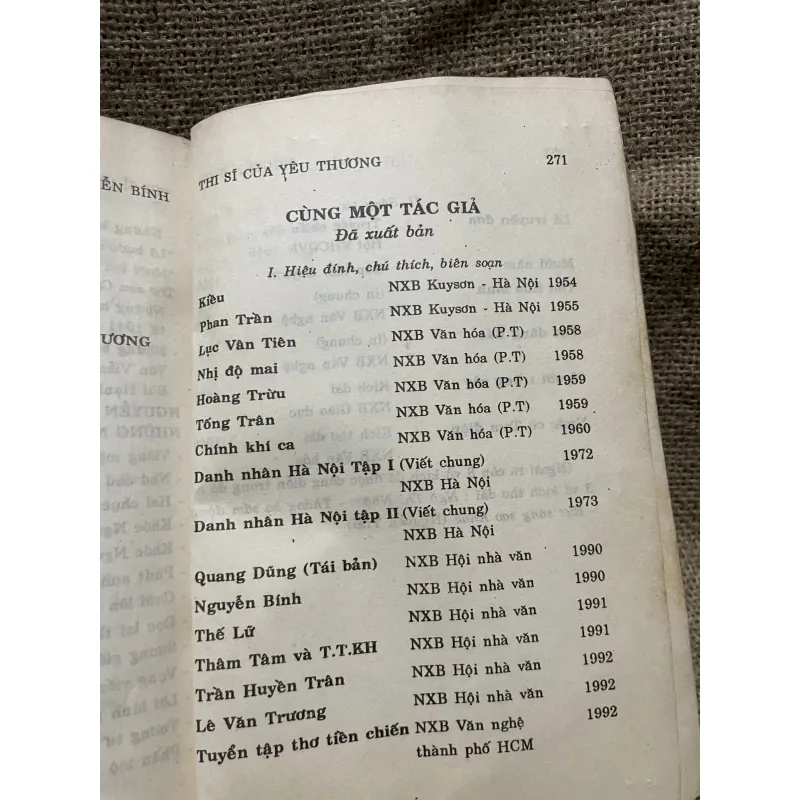 ỄN BÍNH
ƯƠNG
THI SĨ CỦA YÊU THƯƠNG 271
CÙNG MỘT TÁC GIẢ
Đã xuất bản
I. Hiệu đính, chú thích, biên soạn
Kiều NXB Kuysơn - Hà Nội 1954
Phan Trần NXB Kuysơn - Hà Nội 1955
Lục Vân Tiên NXB Văn hóa (P.T) 1958
Nhị độ mai NXB Văn hóa (P.T) 1958
Hoàng Trừu NXB Văn hóa (P.T) 1959
Tống Trân NXB Văn hóa (P.T) 1959
Chính khí ca NXB Văn hóa (P.T) 1960
Danh nhân Hà Nội Tập I (Viết chung) 1972
NXB Hà Nội
Danh nhân Hà Nội tập II (Viết chung) 1973
NXB Hà Nội
Quang Dũng (Tái bản) NXB Hội nhà văn 1990
Nguyễn Bính NXB Hội nhà văn 1990
Thế Lữ NXB Hội nhà văn 1991
Thâm Tâm và T.T.KH NXB Hội nhà văn 1991
Trần Huyền Trân NXB Hội nhà văn 1992
Lê Văn Trương NXB Hội nhà văn 1992
Tuyển tập thơ tiền chiến NXB Văn nghệ 1992
thành phố HCM